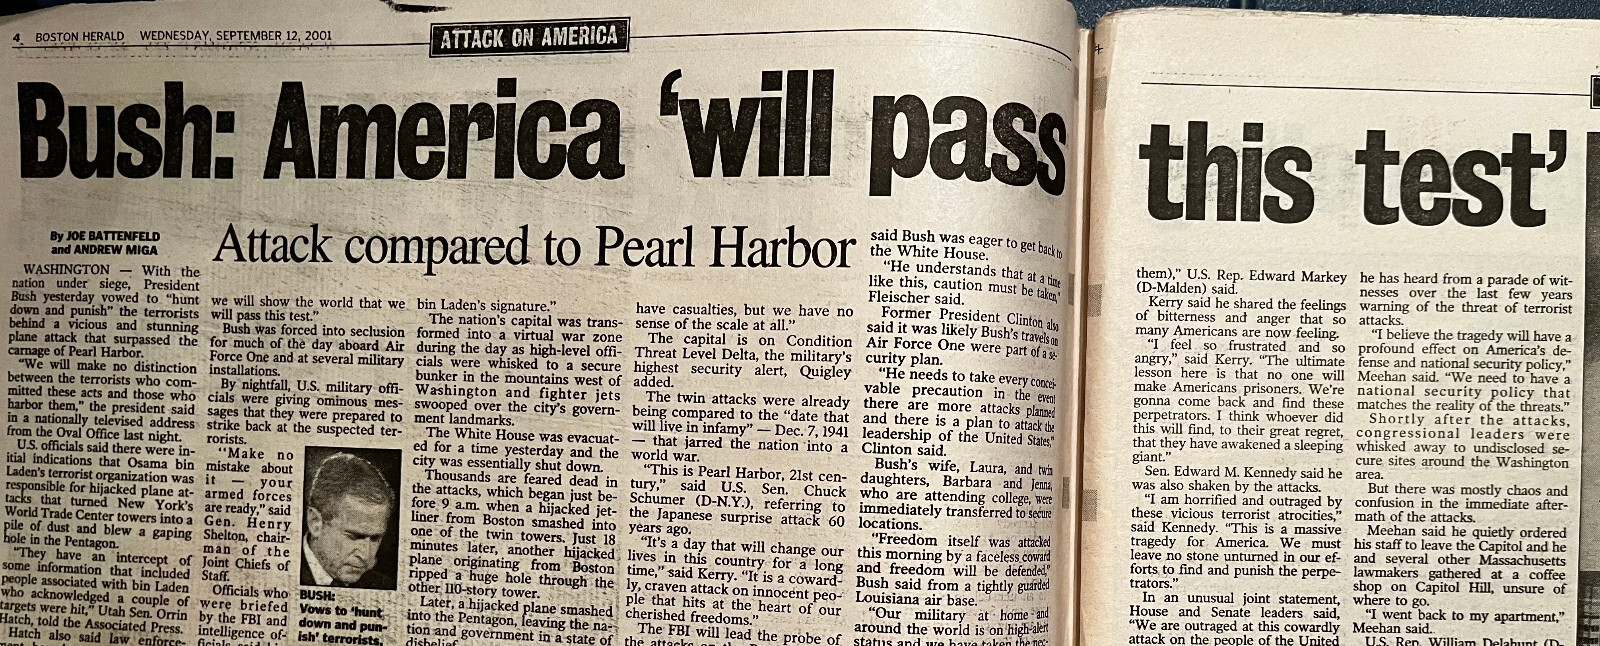 4 BOSTON HERALD WEDNESDAY, SEPTEMBER 12, 2001
ATTACK ON AMERICA
Bush: America ‘will pass this test’
Attack compared to Pearl Harbor
By JOE BATTENFELD
and ANDREW MIGA
WASHINGTON — With the
nation under siege, President
Bush yesterday vowed to “hunt
down and punish” the terrorists
behind a vicious and stunning
plane attack that surpassed the
carnage of Pearl Harbor.
“We will make no distinction
between the terrorists who com-
mitted these acts and those who
harbor them,” the president said
in a nationally televised address
from the Oval Office last night.
U.S. officials said there were in-
itial indications that Osama bin
Laden’s terrorist organization was
responsible for hijacked plane at-
tacks that turned New York’s
World Trade Center towers into a
pile of dust and blew a gaping
hole in the Pentagon.
“They have an intercept of
some information that included
people associated with bin Laden
who acknowledged a couple of
targets were hit,” Utah Sen. Orrin
Hatch, told the Associated Press.
Hatch also said law enforce-
we will show the world that we
will pass this test.”
Bush was forced into seclusion
for much of the day aboard Air
Force One and at several military
installations.
By nightfall, U.S. military offi-
cials were giving ominous mes-
sages that they were prepared to
strike back at the suspected ter-
rorists.
“Make no
mistake about
it — your
armed forces
are ready,” said
Gen. Henry
Shelton, chair-
man of the
Joint Chiefs of
Staff.
Officials who
were briefed
by the FBI and
intelligence of-
BUSH:
Vows to ‘hunt
down and pun-
ish’ terrorists.
bin Laden’s signature.”
The nation’s capital was trans-
formed into a virtual war zone
during the day as high-level offi-
cials were whisked to a secure
bunker in the mountains west of
Washington and fighter jets
swooped over the city’s govern-
ment landmarks.
The White House was evacuat-
ed for a time yesterday and the
city was essentially shut down.
Thousands are feared dead in
the attacks, which began just be-
fore 9 a.m. when a hijacked jet-
liner from Boston smashed into
one of the twin towers. Just 18
minutes later, another hijacked
plane originating from Boston
ripped a huge hole through the
other 110-story tower.
Later, a hijacked plane smashed
into the Pentagon, leaving the na-
tion and government in a state of
disbelief.
have casualties, but we have no
sense of the scale at all.”
The capital is on Condition
Threat Level Delta, the military’s
highest security alert, Quigley
added.
The twin attacks were already
being compared to the “date that
will live in infamy” — Dec. 7, 1941
— that jarred the nation into a
world war.
“This is Pearl Harbor, 21st cen-
tury,” said U.S. Sen. Chuck
Schumer (D-N.Y.), referring to
the Japanese surprise attack 60
years ago.
“It’s a day that will change our
lives in this country for a long
time,” said Kerry. “It is a coward-
ly, craven attack on innocent peo-
ple that hits at the heart of our
cherished freedoms.”
The FBI will lead the probe of
said Bush was eager to get back to
the White House.
“He understands that at a time
like this, caution must be taken,”
Fleischer said.
Former President Clinton also
said it was likely Bush’s travels on
Air Force One were part of a se-
curity plan.
“He needs to take every concei-
vable precaution in the event
there are more attacks planned
and there is a plan to attack the
leadership of the United States,”
Clinton said.
Bush’s wife, Laura, and twin
daughters, Barbara and Jenna,
who are attending college, were
immediately transferred to secure
locations.
“Freedom itself was attacked
this morning by a faceless coward
and freedom will be defended,”
Bush said from a tightly guarded
Louisiana air base.
“Our military at home and
around the world is on high-alert
status and we have taken the nec-
them),” U.S. Rep. Edward Markey
(D-Malden) said.
Kerry said he shared the feelings
of bitterness and anger that so
many Americans are now feeling.
“I feel so frustrated and so
angry,” said Kerry. “The ultimate
lesson here is that no one will
make Americans prisoners. We’re
gonna come back and find these
perpetrators. I think whoever did
this will find, to their great regret,
that they have awakened a sleeping
giant.”
Sen. Edward M. Kennedy said he
was also shaken by the attacks.
“I am horrified and outraged by
these vicious terrorist atrocities,”
said Kennedy. “This is a massive
tragedy for America. We must
leave no stone unturned in our ef-
forts to find and punish the perpe-
trators.”
In an unusual joint statement,
House and Senate leaders said,
“We are outraged at this cowardly
attack on the people of the United
he has heard from a parade of wit-
nesses over the last few years
warning of the threat of terrorist
attacks.
“I believe the tragedy will have a
profound effect on America’s de-
fense and national security policy,”
Meehan said. “We need to have a
national security policy that
matches the reality of the threats.”
Shortly after the attacks,
congressional leaders were
whisked away to undisclosed se-
cure sites around the Washington
area.
But there was mostly chaos and
confusion in the immediate after-
math of the attacks.
Meehan said he quietly ordered
his staff to leave the Capitol and he
and several other Massachusetts
lawmakers gathered at a coffee
shop on Capitol Hill, unsure of
where to go.
“I went back to my apartment,”
Meehan said.
U.S. Rep. William Delahunt (D-